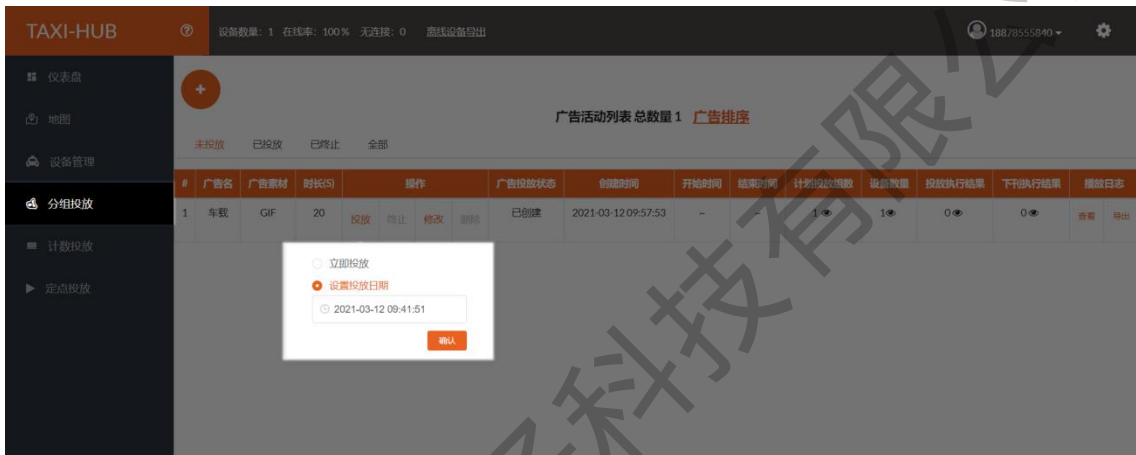 TAXI-HUB
设备数量: 1 在线率: 100% 无连接: 0 离线设备导出
18878555840
仪表盘
地图
设备管理
分组投放
计数投放
定点投放
广告活动列表 总数量 1 广告排序
未投放 已投放 已终止 全部
# 广告名 广告素材 时长(S) 操作 广告投放状态 创建时间 开始时间 结束时间 计划投放组数 设备数量 投放执行结果 下刊执行结果 播放日志
1 车载 GIF 20 投放 终止 修改 删除 已创建 2021-03-12 09:57:53 – – 1 1 0 0 查看 导出
立即投放
设置投放日期
2021-03-12 09:41:51
确认
科技有限公